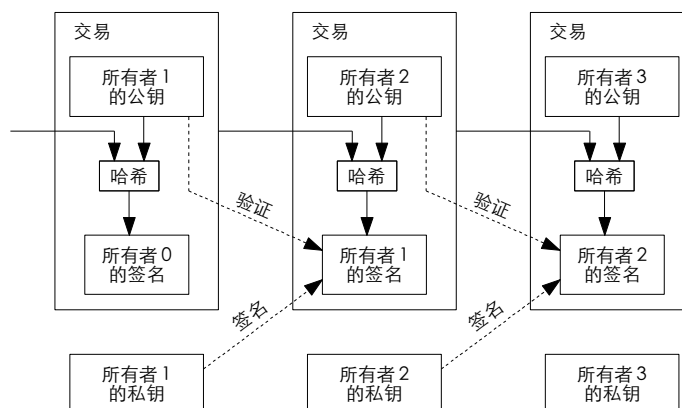 交易
交易
交易
所有者1
的公钥
所有者2
的公钥
所有者3
的公钥
哈希
哈希
哈希
验证
验证
所有者0
的签名
所有者1
的签名
所有者2
的签名
签名
签名
所有者1
的私钥
所有者2
的私钥
所有者3
的私钥